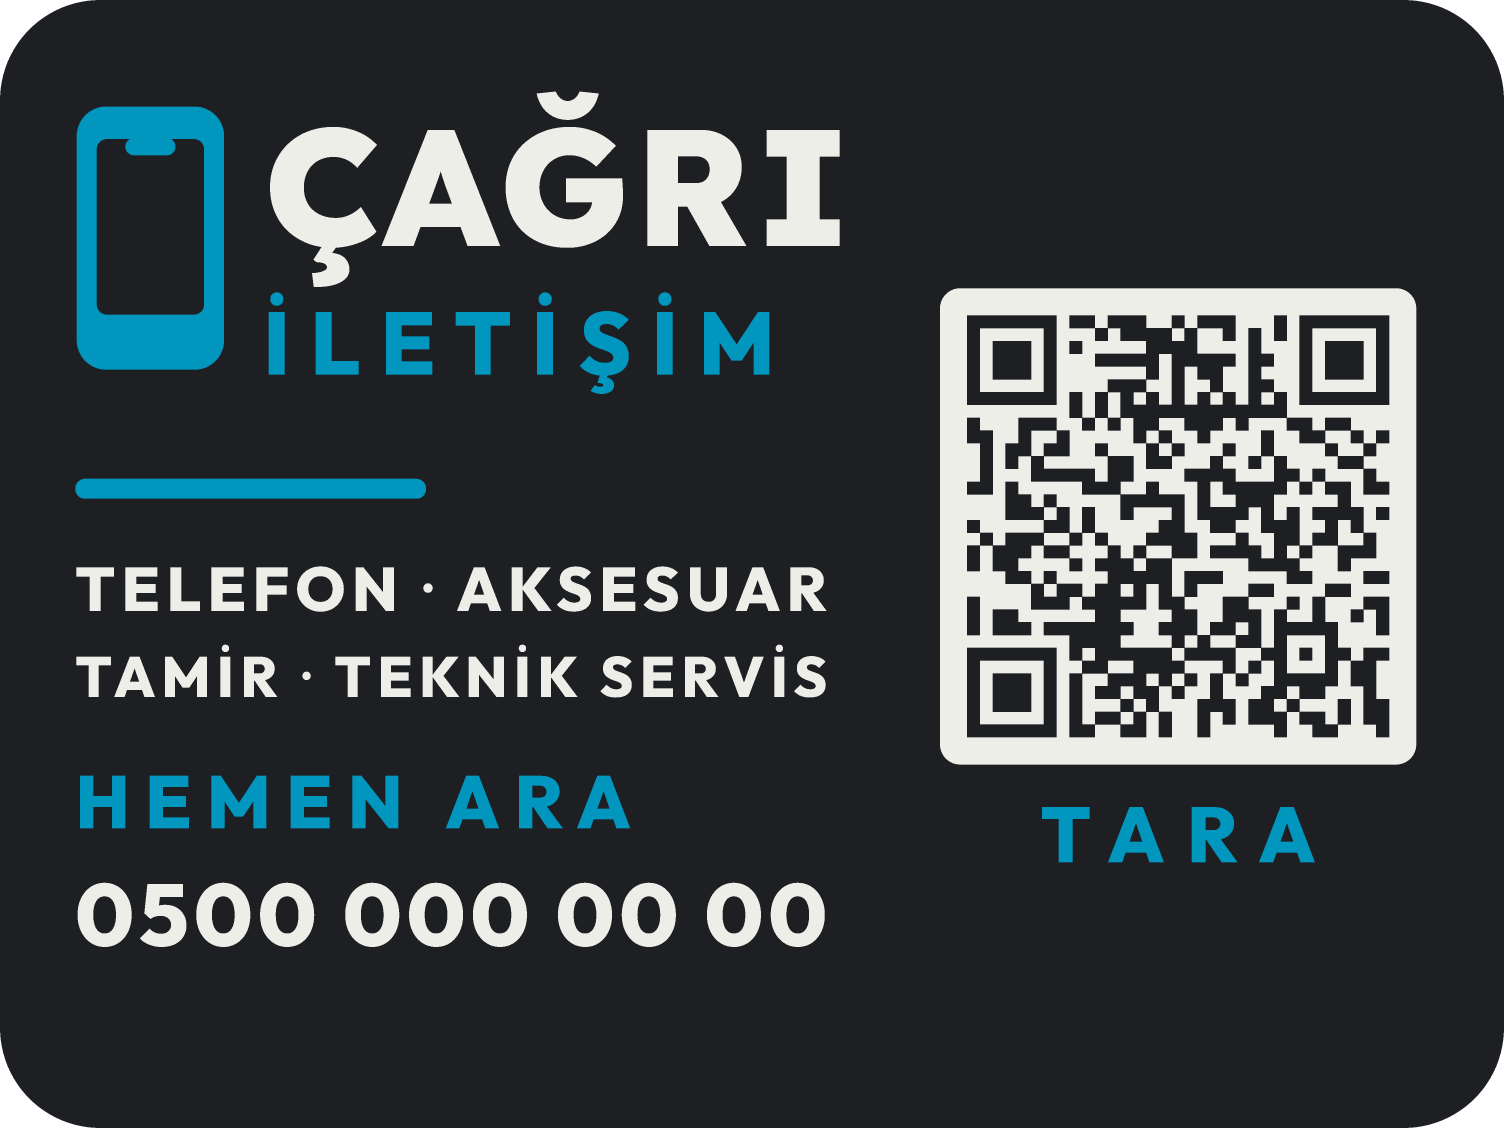 ÇAĞRI
İLETİŞİM
TELEFON · AKSESUAR
TAMİR · TEKNİK SERVİS
HEMEN ARA
0500 000 00 00
TARA